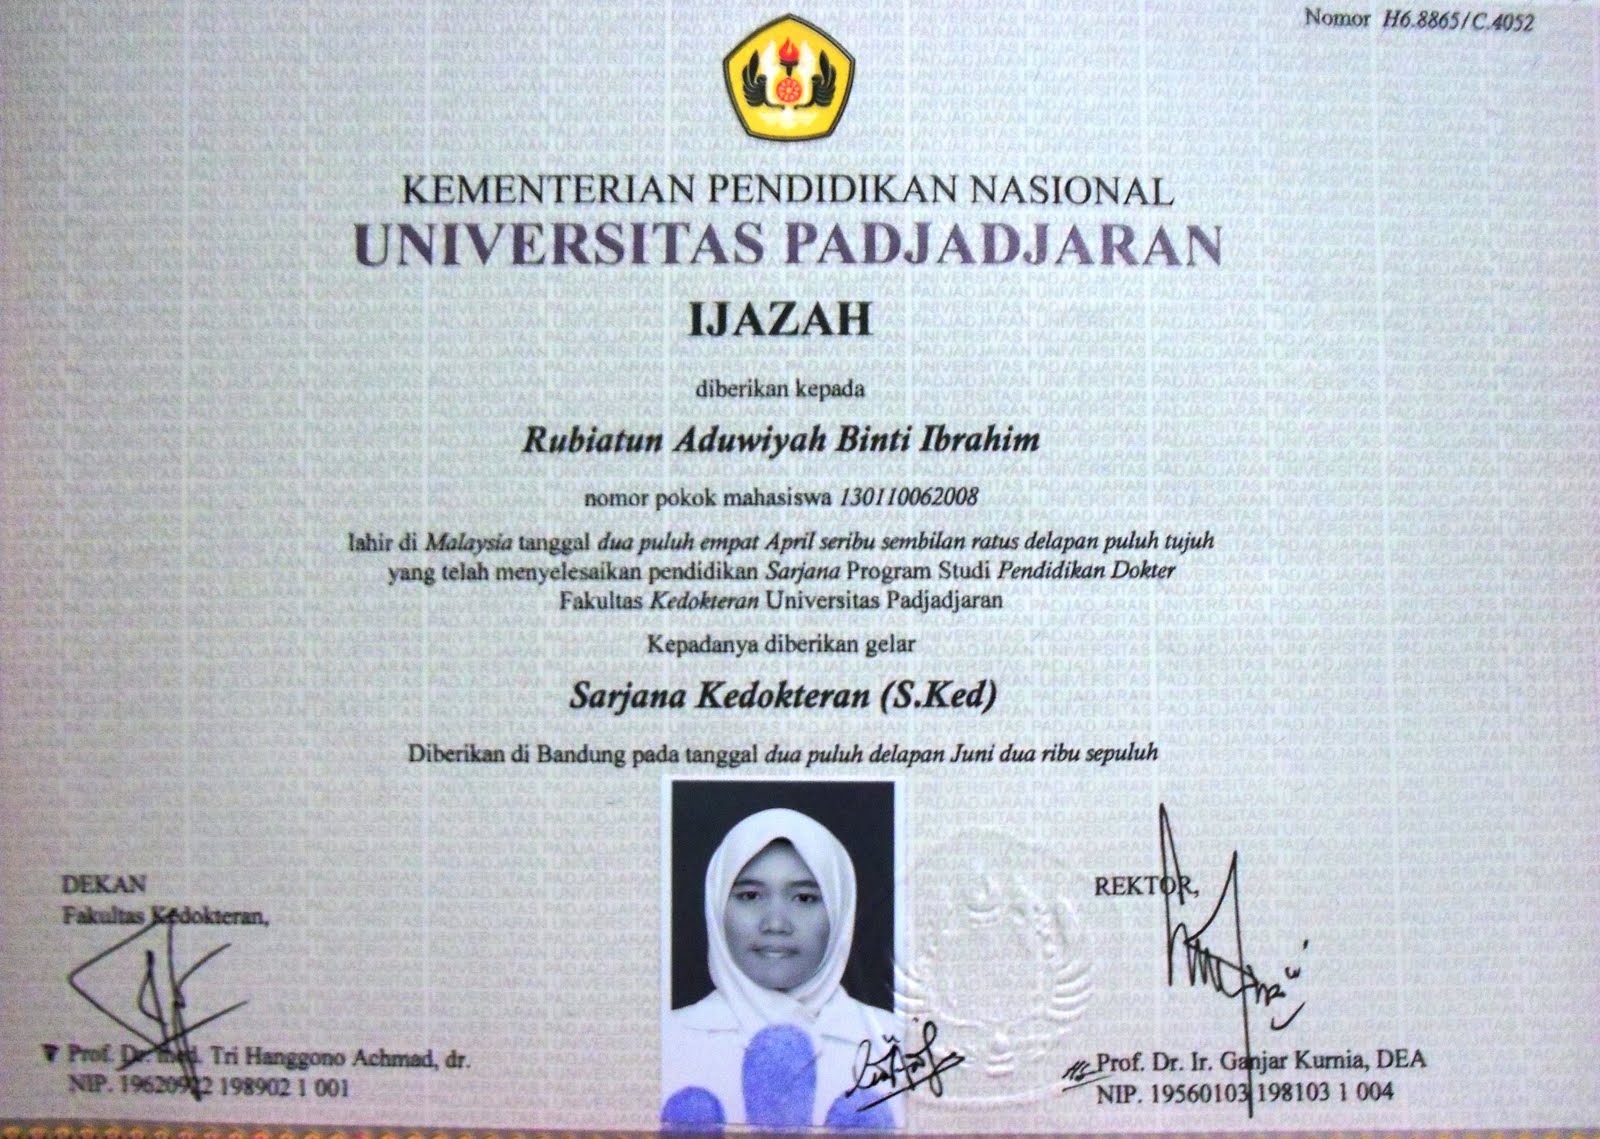 Nomor H6.8865/C.4052
KEMENTERIAN PENDIDIKAN NASIONAL
UNIVERSITAS PADJADJARAN
IJAZAH
diberikan kepada
Rubiatun Aduwiyah Binti Ibrahim
nomor pokok mahasiswa 130110062008
lahir di Malaysia tanggal dua puluh empat April seribu sembilan ratus delapan puluh tujuh
yang telah menyelesaikan pendidikan Sarjana Program Studi Pendidikan Dokter
Fakultas Kedokteran Universitas Padjadjaran
Kepadanya diberikan gelar
Sarjana Kedokteran (S.Ked)
Diberikan di Bandung pada tanggal dua puluh delapan Juni dua ribu sepuluh
DEKAN
Fakultas Kedokteran,
Prof. Dr. med. Tri Hanggono Achmad, dr.
NIP. 198902 1 001
REKTOR,
Prof. Dr. Ir. Ganjar Kurnia, DEA
NIP. 19560103 198103 1 004